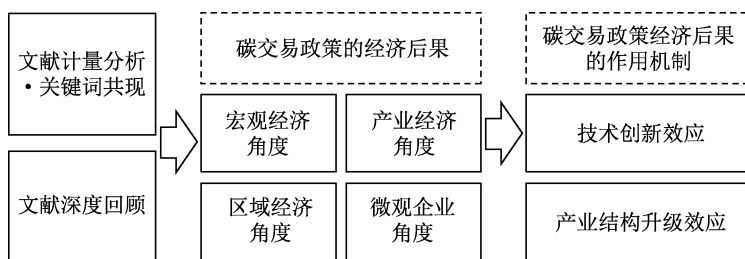 文献计量分析
·关键词共现
文献深度回顾
碳交易政策的经济后果
宏观经济
角度
产业经济
角度
区域经济
角度
微观企业
角度
碳交易政策经济后果
的作用机制
技术创新效应
产业结构升级效应